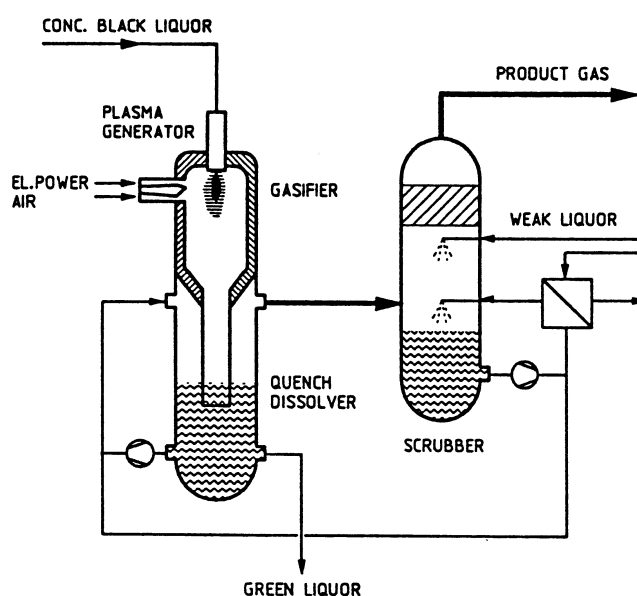 CONC. BLACK LIQUOR
PRODUCT GAS
PLASMA
GENERATOR
EL.POWER
AIR
GASIFIER
WEAK LIQUOR
QUENCH
DISSOLVER
SCRUBBER
GREEN LIQUOR